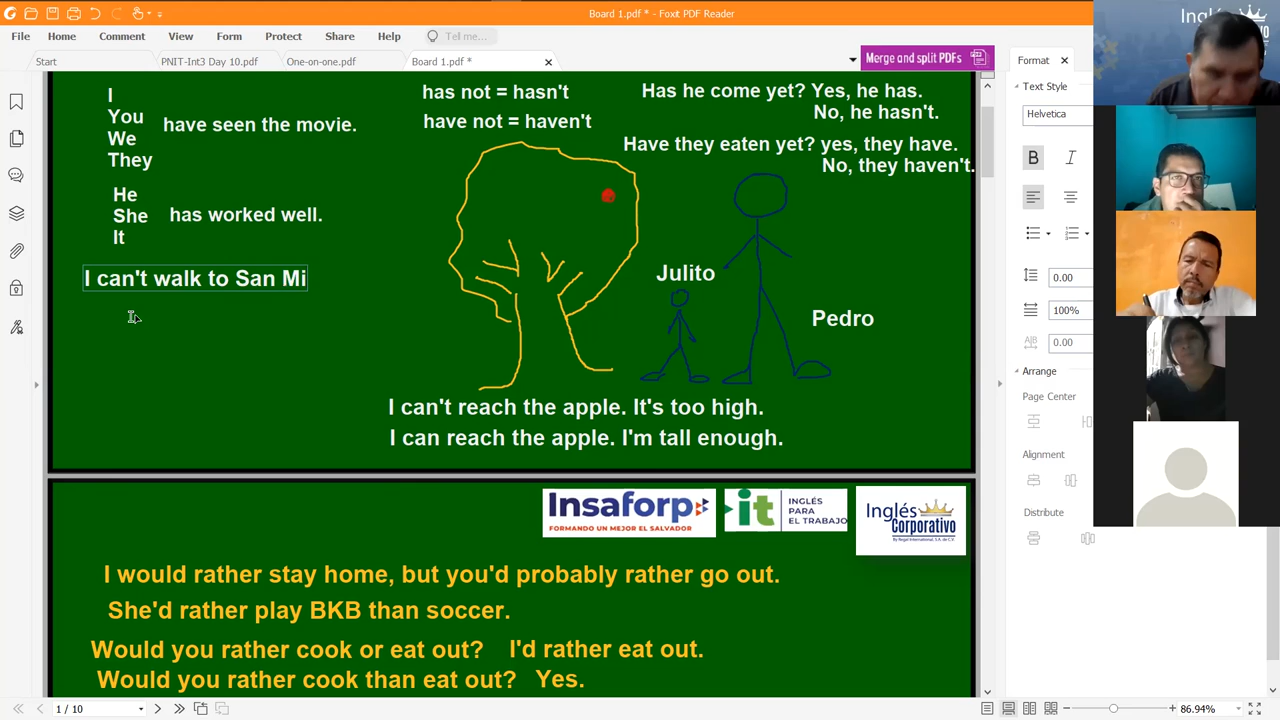 Board 1.pdf * - Foxit PDF Reader
File Home Comment View Form Protect Share Help Tell me...
Start PNIT-Int3 Day 10.pdf One-on-one.pdf Board 1.pdf *
Merge and split PDFs
I
You
We
They
have seen the movie.
He
She
It
has worked well.
I can't walk to San Mi
has not = hasn't
have not = haven't
Has he come yet? Yes, he has.
No, he hasn't.
Have they eaten yet? yes, they have.
No, they haven't.
Julito
Pedro
I can't reach the apple. It's too high.
I can reach the apple. I'm tall enough.
Insaforp
FORMANDO UN MEJOR EL SALVADOR
it
INGLÉS
PARA
EL TRABAJO
Inglés
Corporativo
I would rather stay home, but you'd probably rather go out.
She'd rather play BKB than soccer.
Would you rather cook or eat out? I'd rather eat out.
Would you rather cook than eat out? Yes.
Format
Text Style
Helvetica
B I
0.00
100%
0.00
Arrange
Page Center
Alignment
Distribute
1 / 10
86.94%
Inglés